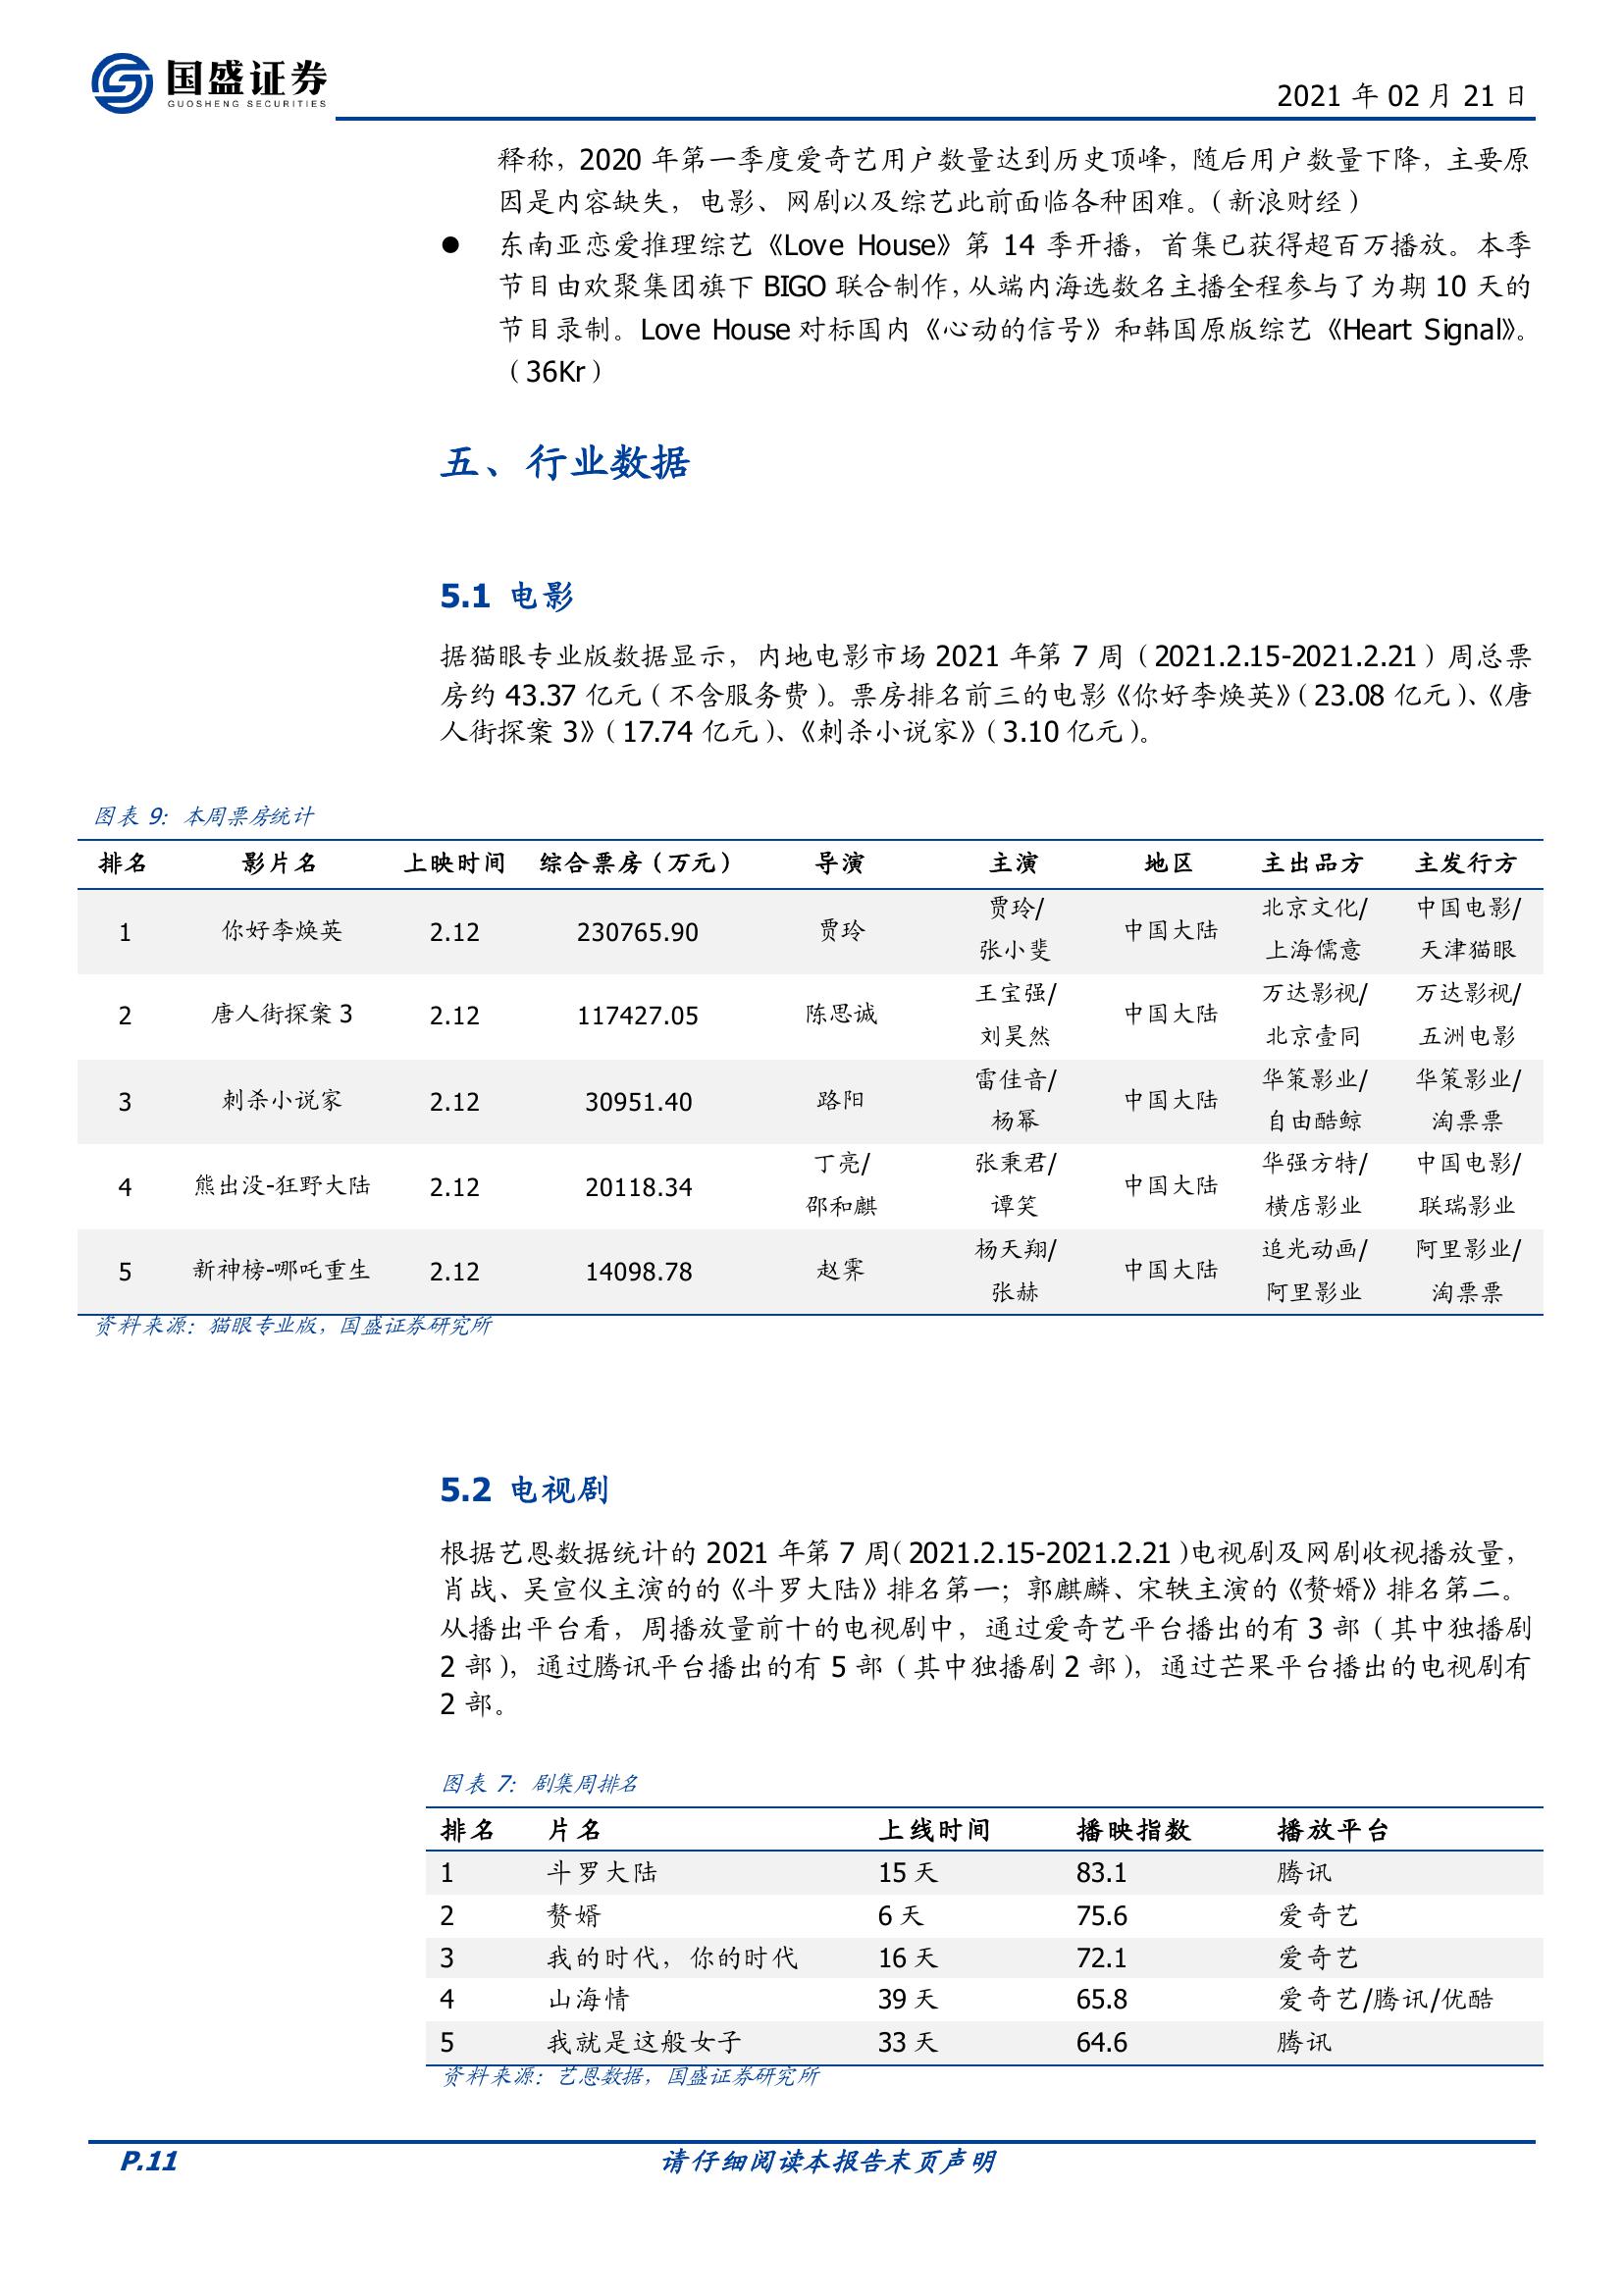 国盛证券
GUOSHENG SECURITIES
2021 年 02 月 21 日
释称，2020 年第一季度爱奇艺用户数量达到历史顶峰，随后用户数量下降，主要原
因是内容缺失，电影、网剧以及综艺此前面临各种困难。（新浪财经）
● 东南亚恋爱推理综艺《Love House》第 14 季开播，首集已获得超百万播放。本季
节目由欢聚集团旗下 BIGO 联合制作，从端内海选数名主播全程参与了为期 10 天的
节目录制。Love House 对标国内《心动的信号》和韩国原版综艺《Heart Signal》。
（36Kr）
五、行业数据
5.1 电影
据猫眼专业版数据显示，内地电影市场 2021 年第 7 周（2021.2.15-2021.2.21）周总票
房约 43.37 亿元（不含服务费）。票房排名前三的电影《你好李焕英》（23.08 亿元）、《唐
人街探案 3》（17.74 亿元）、《刺杀小说家》（3.10 亿元）。
图表 9：本周票房统计
排名 影片名 上映时间 综合票房（万元） 导演 主演 地区 主出品方 主发行方
1 你好李焕英 2.12 230765.90 贾玲 贾玲/ 中国大陆 北京文化/ 中国电影/
张小斐 上海儒意 天津猫眼
2 唐人街探案 3 2.12 117427.05 陈思诚 王宝强/ 中国大陆 万达影视/ 万达影视/
刘昊然 北京壹同 五洲电影
3 刺杀小说家 2.12 30951.40 路阳 雷佳音/ 中国大陆 华策影业/ 华策影业/
杨幂 自由酷鲸 淘票票
4 熊出没-狂野大陆 2.12 20118.34 丁亮/ 张秉君/ 中国大陆 华强方特/ 中国电影/
邵和麒 谭笑 横店影业 联瑞影业
5 新神榜-哪吒重生 2.12 14098.78 赵霁 杨天翔/ 中国大陆 追光动画/ 阿里影业/
张赫 阿里影业 淘票票
资料来源：猫眼专业版，国盛证券研究所
5.2 电视剧
根据艺恩数据统计的 2021 年第 7 周（2021.2.15-2021.2.21）电视剧及网剧收视播放量，
肖战、吴宣仪主演的的《斗罗大陆》排名第一；郭麒麟、宋轶主演的《赘婿》排名第二。
从播出平台看，周播放量前十的电视剧中，通过爱奇艺平台播出的有 3 部（其中独播剧
2 部），通过腾讯平台播出的有 5 部（其中独播剧 2 部），通过芒果平台播出的电视剧有
2 部。
图表 7：剧集周排名
排名 片名 上线时间 播映指数 播放平台
1 斗罗大陆 15 天 83.1 腾讯
2 赘婿 6 天 75.6 爱奇艺
3 我的时代，你的时代 16 天 72.1 爱奇艺
4 山海情 39 天 65.8 爱奇艺/腾讯/优酷
5 我就是这般女子 33 天 64.6 腾讯
资料来源：艺恩数据，国盛证券研究所
P.11 请仔细阅读本报告末页声明